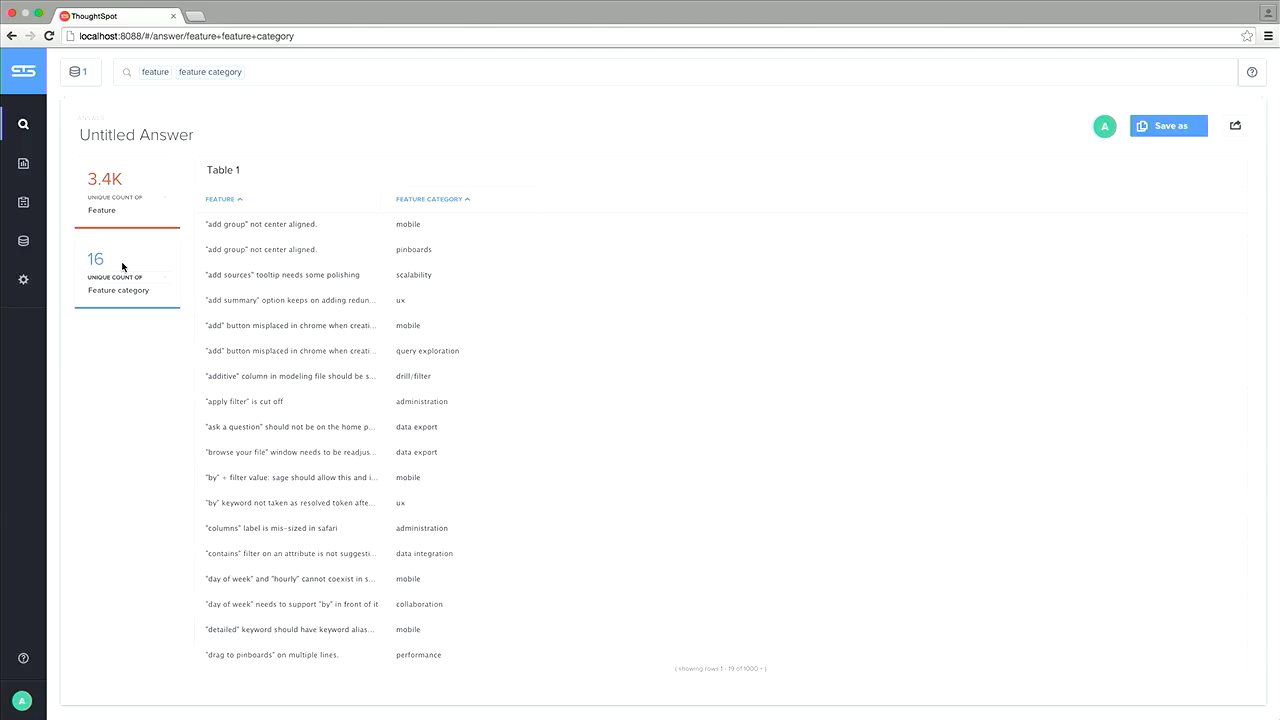 ThoughtSpot
localhost:8088/#/answer/feature+feature+category
1
feature feature category
ANSWER
Untitled Answer
A
Save as
3.4K
UNIQUE COUNT OF
Feature
16
UNIQUE COUNT OF
Feature category
Table 1
FEATURE FEATURE CATEGORY
"add group" not center aligned. mobile
"add group" not center aligned. pinboards
"add sources" tooltip needs some polishing scalability
"add summary" option keeps on adding redun... ux
"add" button misplaced in chrome when creati... mobile
"add" button misplaced in chrome when creati... query exploration
"additive" column in modeling file should be s... drill/filter
"apply filter" is cut off administration
"ask a question" should not be on the home p... data export
"browse your file" window needs to be readjus... data export
"by" + filter value: sage should allow this and i... mobile
"by" keyword not taken as resolved token afte... ux
"columns" label is mis-sized in safari administration
"contains" filter on an attribute is not suggesti... data integration
"day of week" and "hourly" cannot coexist in s... mobile
"day of week" needs to support "by" in front of it collaboration
"detailed" keyword should have keyword alias... mobile
"drag to pinboards" on multiple lines. performance
( showing rows 1 - 19 of 1000 + )
A